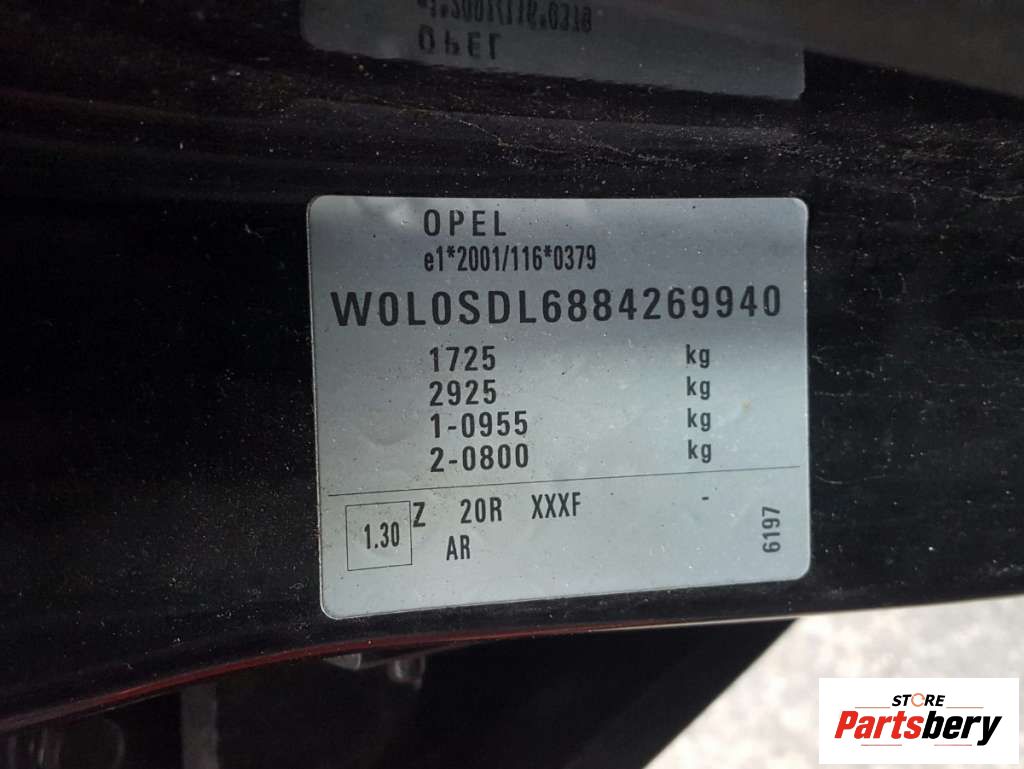 OPEL
e1*2001/116*0379
W0L0SDL6884269940
1725 kg
2925 kg
1-0955 kg
2-0800 kg
1.30 Z 20R XXXF -
AR
6197
STORE
Partsbery